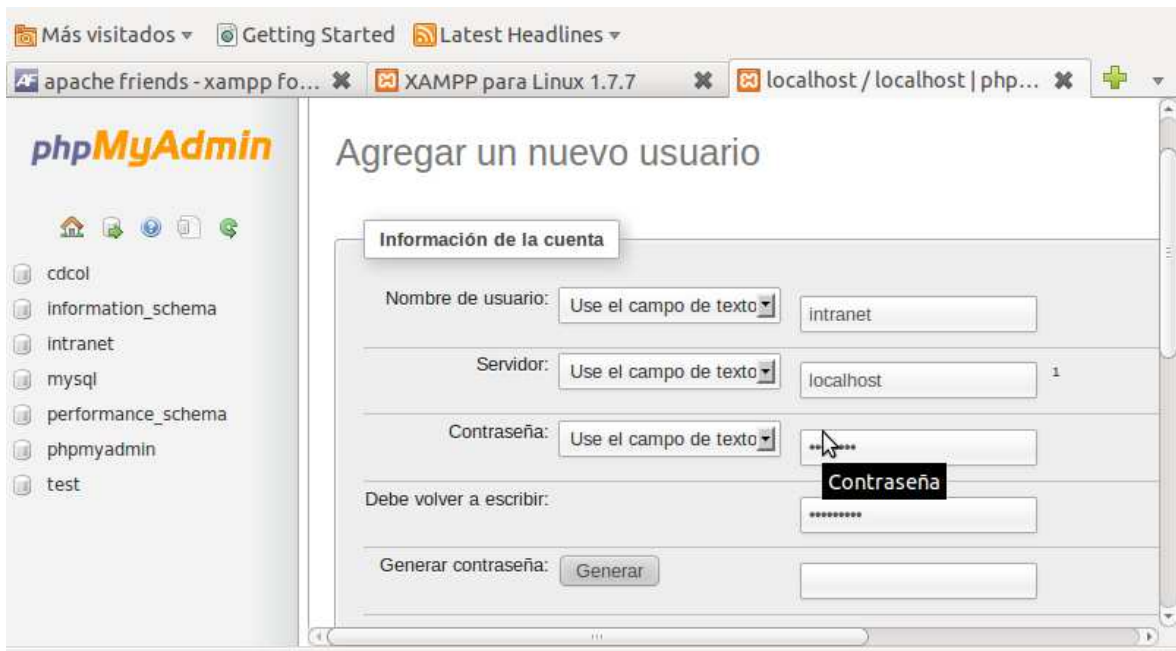 Más visitados
Getting Started
Latest Headlines
apache friends - xampp fo...
XAMPP para Linux 1.7.7
localhost / localhost | php...
phpMyAdmin
cdcol
information_schema
intranet
mysql
performance_schema
phpmyadmin
test
Agregar un nuevo usuario
Información de la cuenta
Nombre de usuario: Use el campo de texto intranet
Servidor: Use el campo de texto localhost 1
Contraseña: Use el campo de texto
Contraseña
Debe volver a escribir: •••••••••
Generar contraseña: Generar